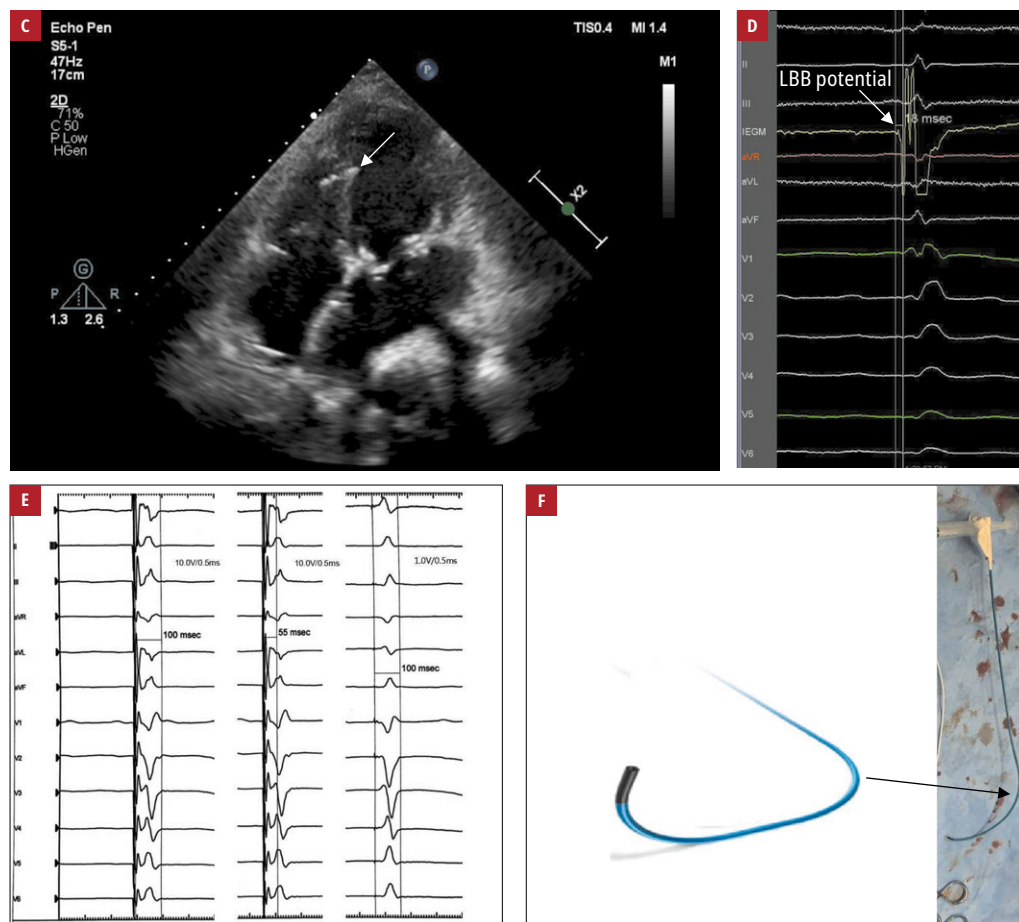 C
Echo Pen
S5-1
47Hz
17cm
2D
71%
C 50
P Low
HGen
TIS0.4 MI 1.4
P
M1
X2
G
P R
1.3 2.6
D
II
LBB potential
III
18 msec
IEGM
aVR
aVL
aVF
V1
V2
V3
V4
V5
V6
E
II
10.0V/0.5ms
10.0V/0.5ms
1.0V/0.5ms
III
aVR
100 msec
55 msec
aVL
100 msec
aVF
V1
V2
V3
V4
V5
V6
F